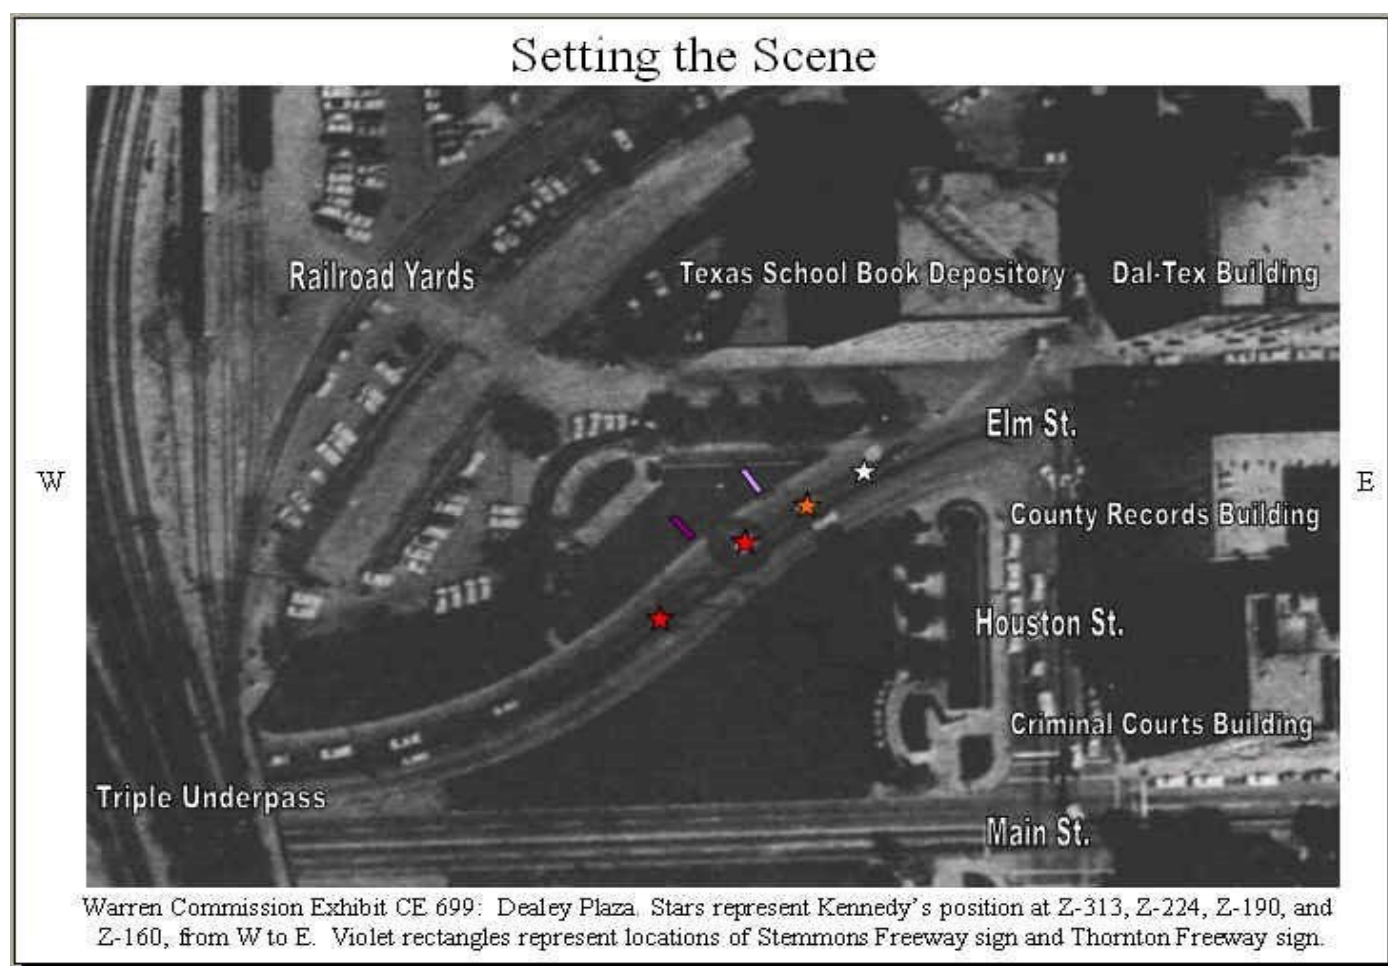 Setting the Scene
Railroad Yards
Texas School Book Depository
Dal-Tex Building
Elm St.
W
E
County Records Building
Houston St.
Criminal Courts Building
Triple Underpass
Main St.
Warren Commission Exhibit CE 699: Dealey Plaza. Stars represent Kennedy's position at Z-313, Z-224, Z-190, and
Z-160, from W to E. Violet rectangles represent locations of Stemmons Freeway sign and Thornton Freeway sign.